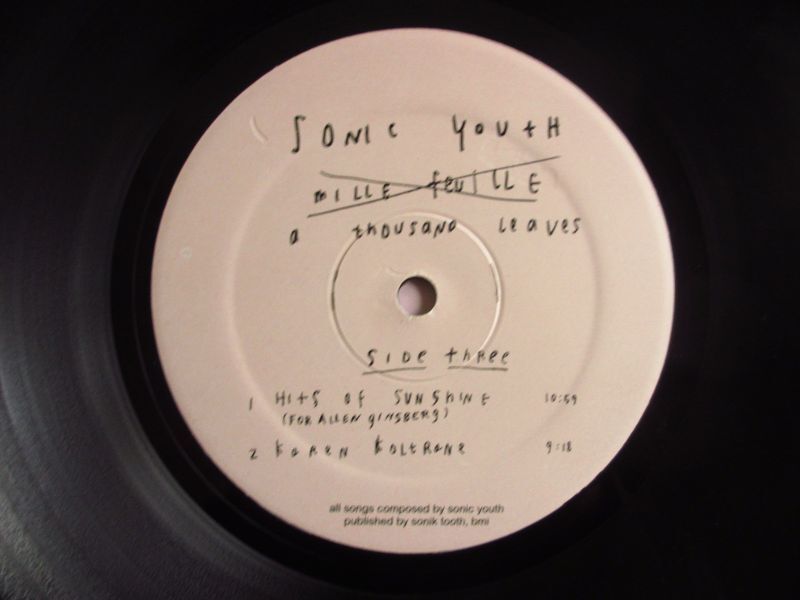 SONIC YOUTH
MILLE FEUILLE
a thousand leaves
SIDE three
1 HITS OF SUNSHINE 10:59
(FOR ALLEN GINSBERG)
2 Karen Koltrane 9:18
all songs composed by sonic youth
published by sonik tooth, bmi